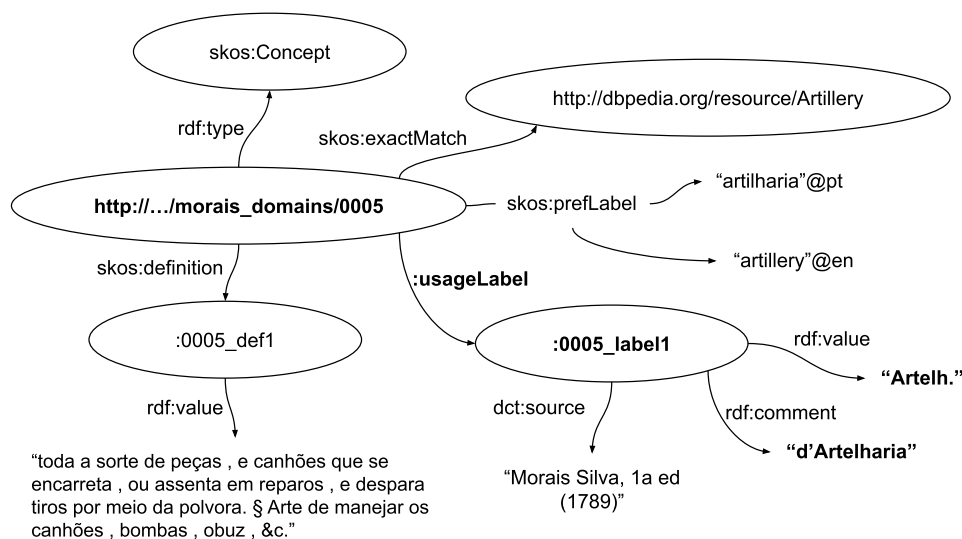 skos:Concept
rdf:type
skos:exactMatch
http://dbpedia.org/resource/Artillery
http://…/morais_domains/0005
skos:prefLabel
“artilharia”@pt
“artillery”@en
skos:definition
:usageLabel
:0005_def1
:0005_label1
rdf:value
“Artelh.”
rdf:value
dct:source
rdf:comment
“d’Artelharia”
“toda a sorte de peças , e canhões que se
encarreta , ou assenta em reparos , e despara
tiros por meio da polvora. § Arte de manejar os
canhões , bombas , obuz , &c.”
“Morais Silva, 1a ed
(1789)”